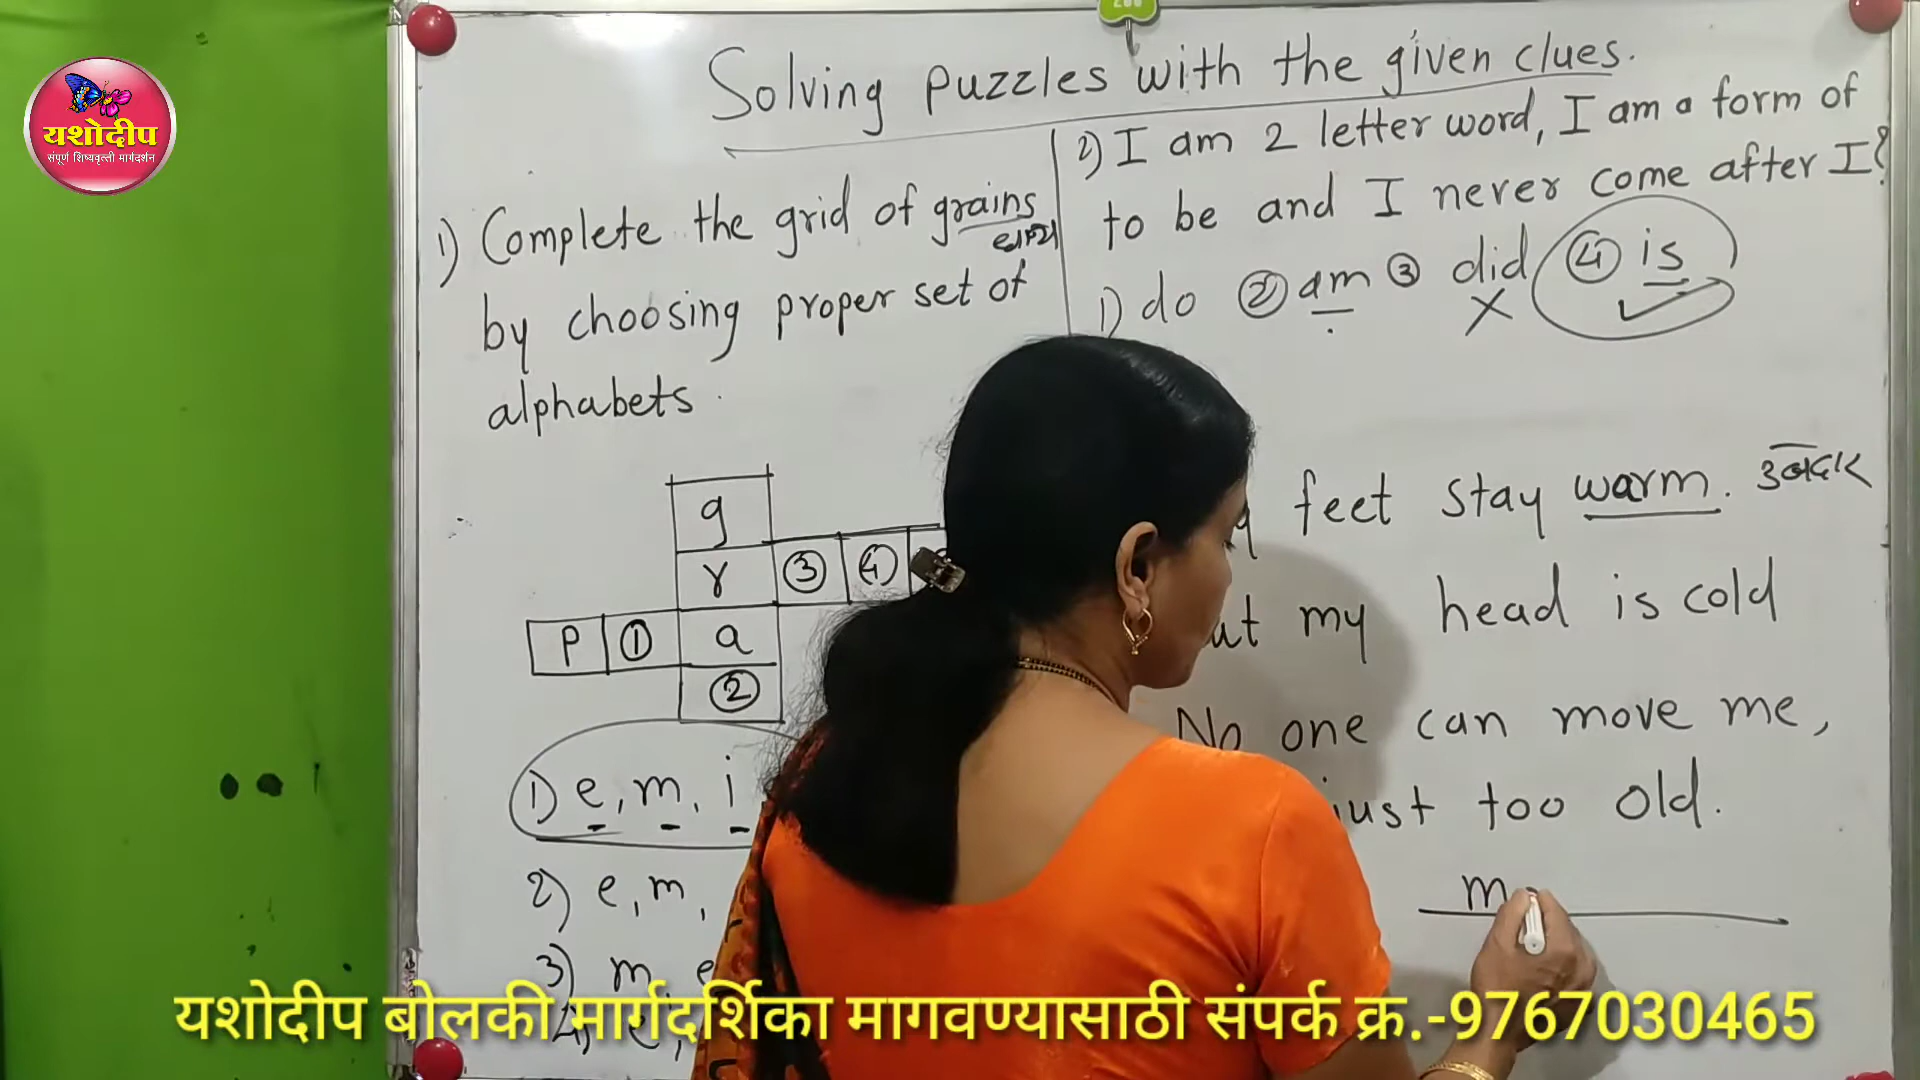 यशोदीप
संपूर्ण शिष्यवृत्ती मार्गदर्शन
Solving puzzles with the given clues.
1) Complete the grid of grains
धान्य
by choosing proper set of
alphabets.
g
r ③ ④
P ① a
②
1) e, m, i
2) e, m,
3) m, e
4) e,
2) I am 2 letter word, I am a form of
to be and I never come after I?
1) do ② am ③ did ④ is
feet stay warm. उबदार
my head is cold
No one can move me,
just too old.
m
यशोदीप बोलकी मार्गदर्शिका मागवण्यासाठी संपर्क क्र.-9767030465